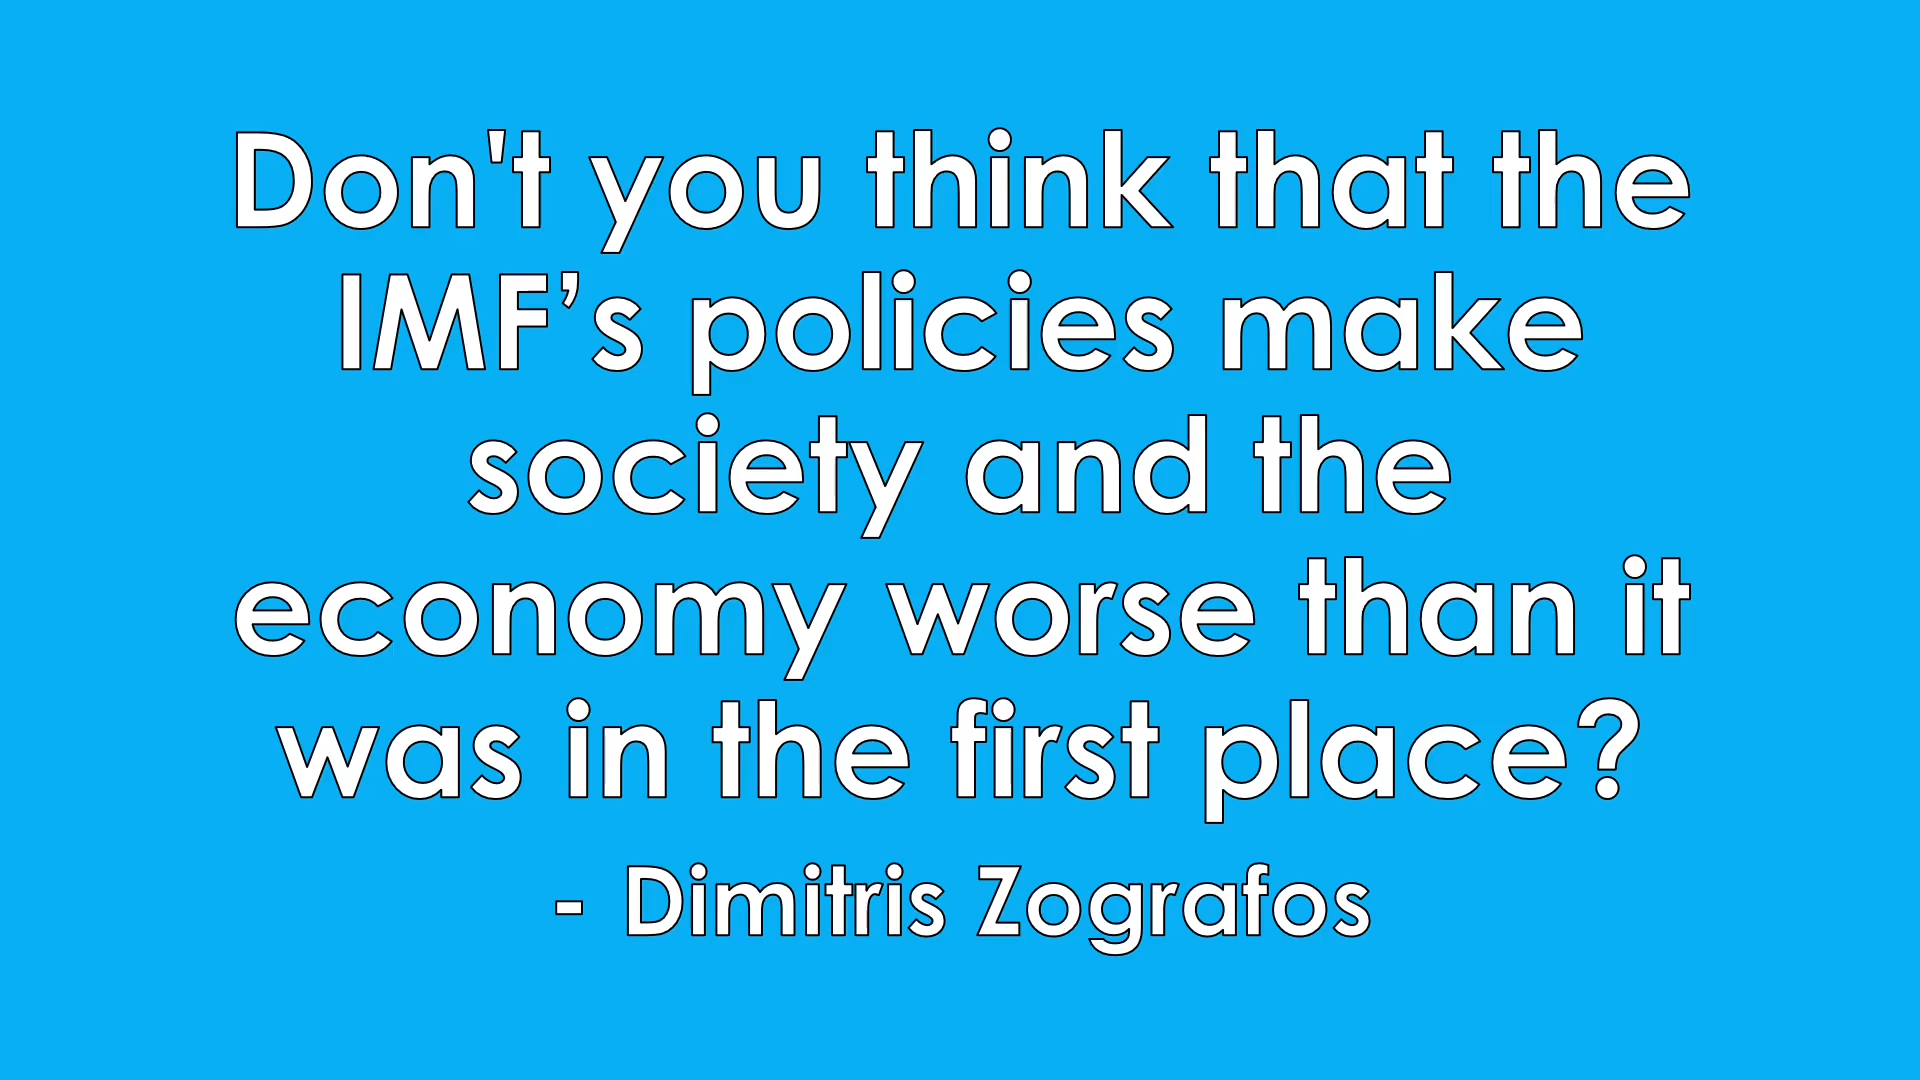 Don't you think that the
IMF’s policies make
society and the
economy worse than it
was in the first place?
- Dimitris Zografos